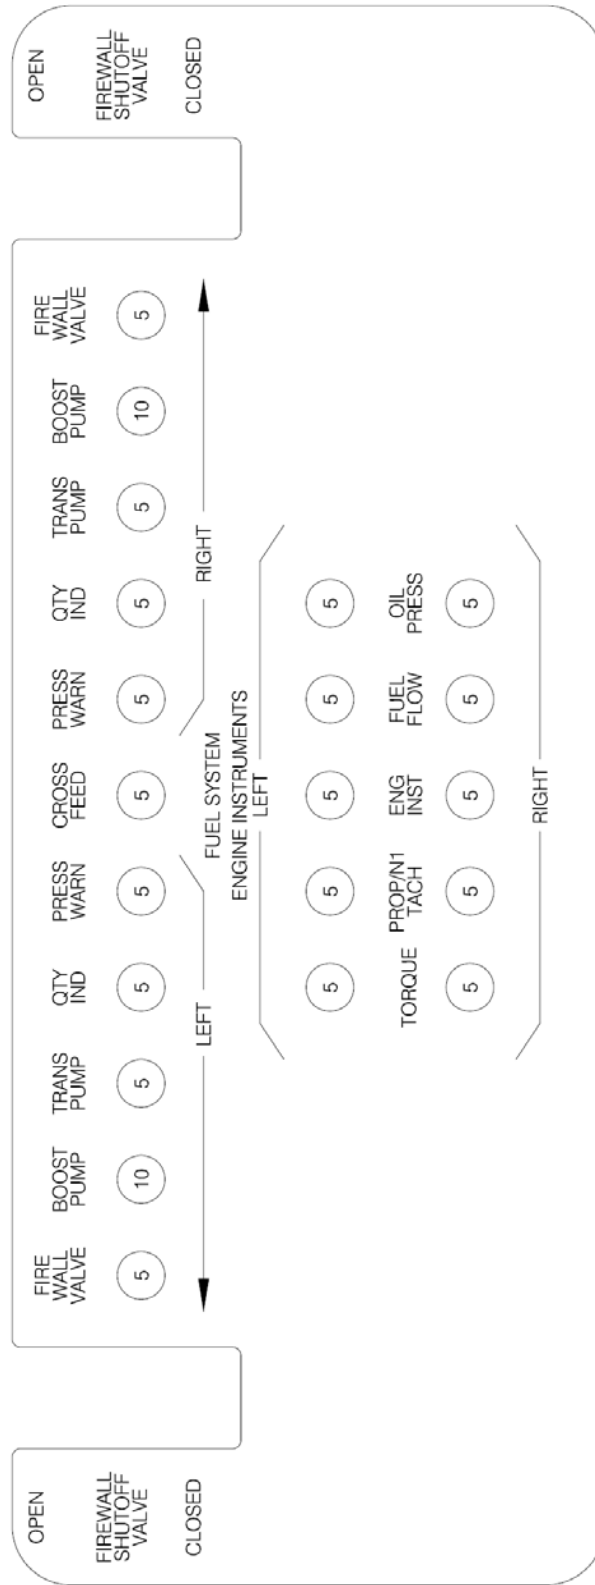 OPEN
FIREWALL
SHUTOFF
VALVE
CLOSED
FIRE
WALL
VALVE
BOOST
PUMP
TRANS
PUMP
QTY
IND
PRESS
WARN
CROSS
FEED
PRESS
WARN
QTY
IND
TRANS
PUMP
BOOST
PUMP
FIRE
WALL
VALVE
OPEN
FIREWALL
SHUTOFF
VALVE
CLOSED
5 10 5 5 5 5 5 5 5 10 5
LEFT
RIGHT
FUEL SYSTEM
ENGINE INSTRUMENTS
LEFT
5 5 5 5 5
TORQUE
PROP/N1
TACH
ENG
INST
FUEL
FLOW
OIL
PRESS
5 5 5 5 5
RIGHT